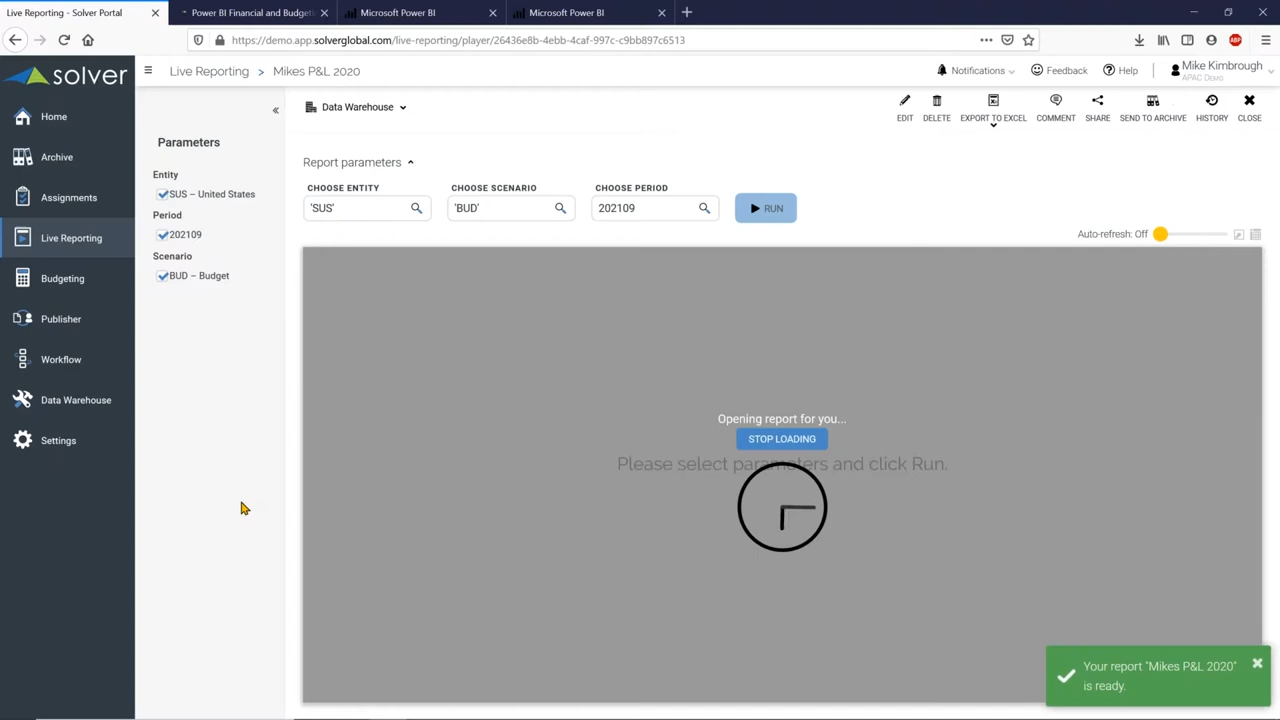 Live Reporting - Solver Portal
Power BI Financial and Budgeti
Microsoft Power BI
Microsoft Power BI
https://demo.app.solverglobal.com/live-reporting/player/26436e8b-4ebb-4caf-997c-c9bb897c6513
ABP
solver
Live Reporting > Mikes P&L 2020
Notifications
Feedback
Help
Mike Kimbrough
APAC Demo
Home
Archive
Assignments
Live Reporting
Budgeting
Publisher
Workflow
Data Warehouse
Settings
Parameters
Entity
SUS – United States
Period
202109
Scenario
BUD – Budget
Data Warehouse
EDIT
DELETE
EXPORT TO EXCEL
COMMENT
SHARE
SEND TO ARCHIVE
HISTORY
CLOSE
Report parameters
CHOOSE ENTITY
'SUS'
CHOOSE SCENARIO
'BUD'
CHOOSE PERIOD
202109
RUN
Auto-refresh: Off
Opening report for you...
STOP LOADING
Please select parameters and click Run.
Your report "Mikes P&L 2020"
is ready.